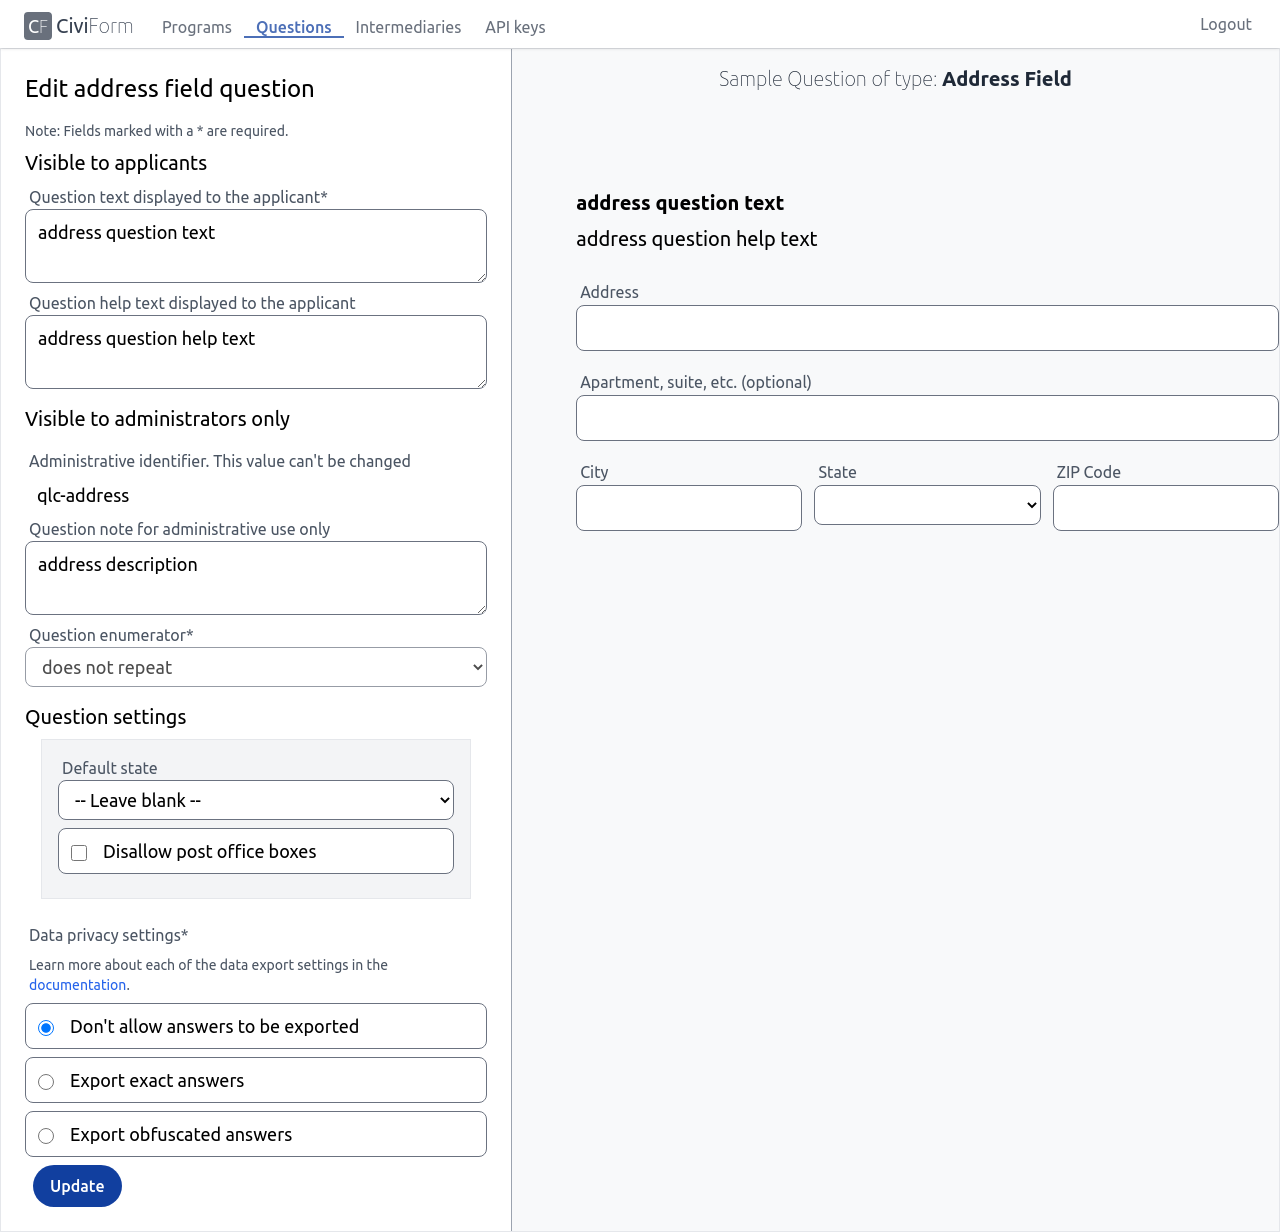 CF CiviForm Programs Questions Intermediaries API keys Logout
Edit address field question
Note: Fields marked with a * are required.
Visible to applicants
Question text displayed to the applicant*
address question text
Question help text displayed to the applicant
address question help text
Visible to administrators only
Administrative identifier. This value can't be changed
qlc-address
Question note for administrative use only
address description
Question enumerator*
does not repeat
Question settings
Default state
-- Leave blank --
Disallow post office boxes
Data privacy settings*
Learn more about each of the data export settings in the
documentation.
Don't allow answers to be exported
Export exact answers
Export obfuscated answers
Update
Sample Question of type: Address Field
address question text
address question help text
Address
Apartment, suite, etc. (optional)
City State ZIP Code